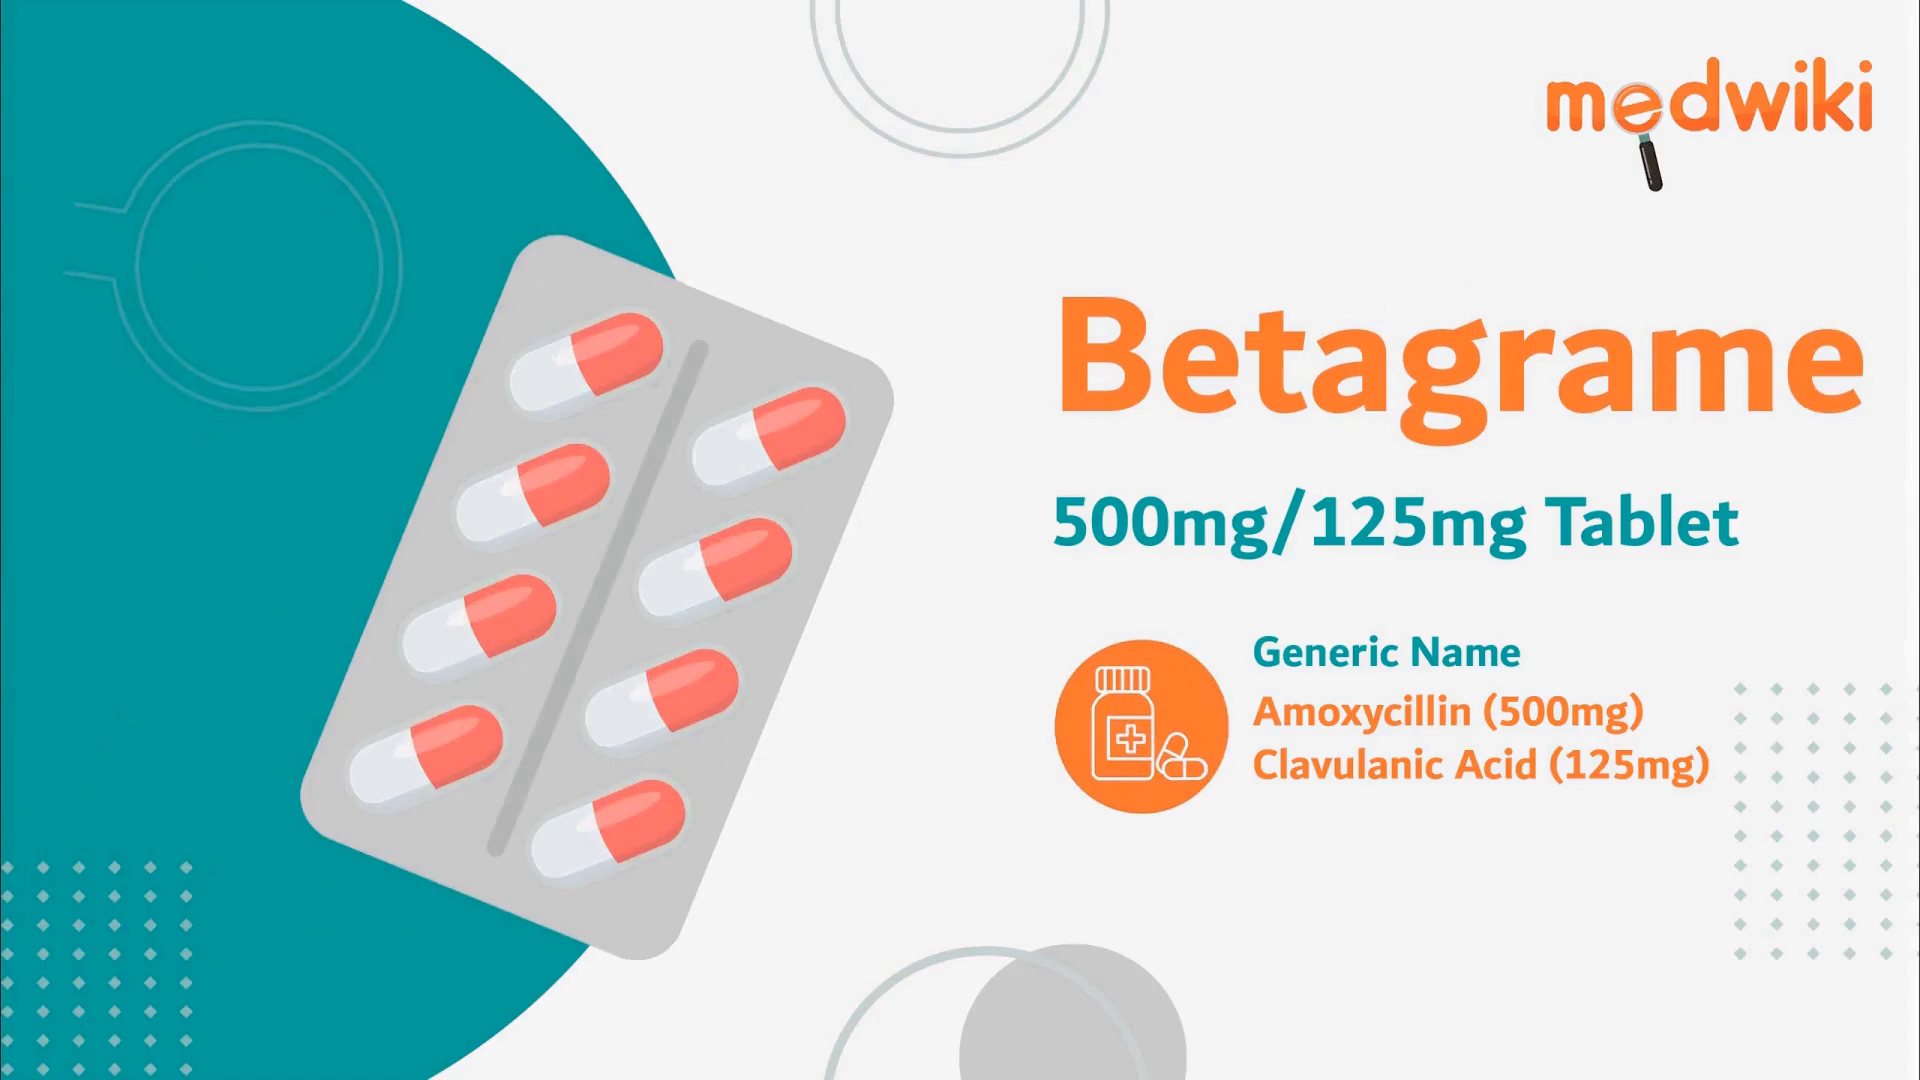 medwiki
Betagrame
500mg/125mg Tablet
Generic Name
Amoxycillin (500mg)
Clavulanic Acid (125mg)